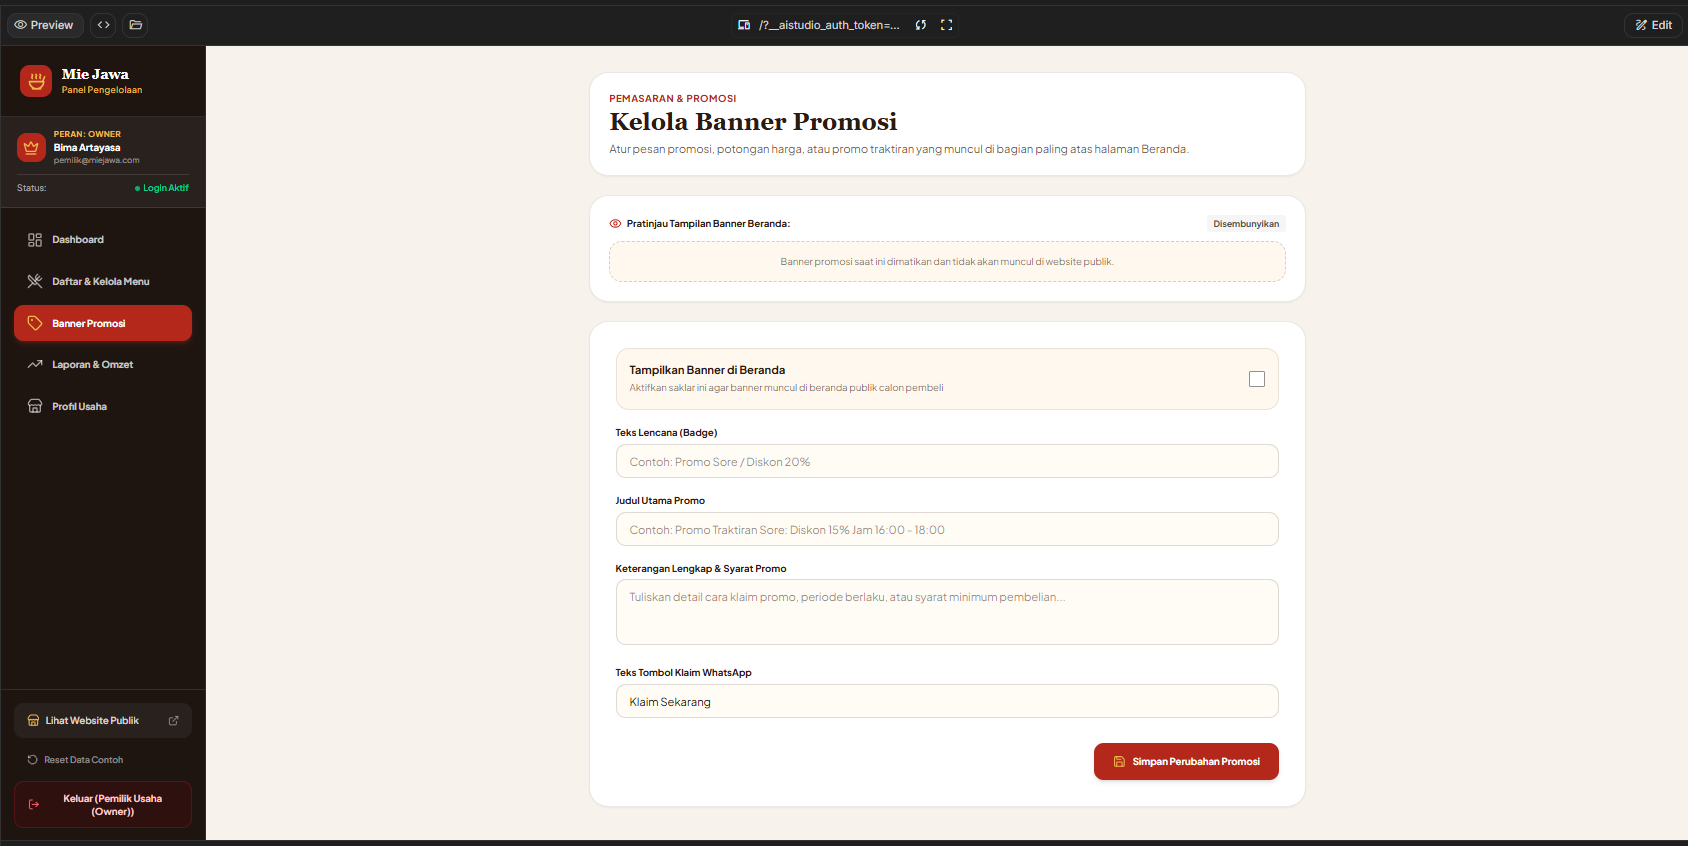 Preview
/?__aistudio_auth_token=...
Edit
Mie Jawa
Panel Pengelolaan
PERAN: OWNER
Bima Artayasa
pemilik@miejawa.com
Status:
Login Aktif
Dashboard
Daftar & Kelola Menu
Banner Promosi
Laporan & Omzet
Profil Usaha
Lihat Website Publik
Reset Data Contoh
Keluar (Pemilik Usaha
(Owner))
PEMASARAN & PROMOSI
Kelola Banner Promosi
Atur pesan promosi, potongan harga, atau promo traktiran yang muncul di bagian paling atas halaman Beranda.
Pratinjau Tampilan Banner Beranda:
Disembunyikan
Banner promosi saat ini dimatikan dan tidak akan muncul di website publik.
Tampilkan Banner di Beranda
Aktifkan saklar ini agar banner muncul di beranda publik calon pembeli
Teks Lencana (Badge)
Contoh: Promo Sore / Diskon 20%
Judul Utama Promo
Contoh: Promo Traktiran Sore: Diskon 15% Jam 16:00 - 18:00
Keterangan Lengkap & Syarat Promo
Tuliskan detail cara klaim promo, periode berlaku, atau syarat minimum pembelian...
Teks Tombol Klaim WhatsApp
Klaim Sekarang
Simpan Perubahan Promosi